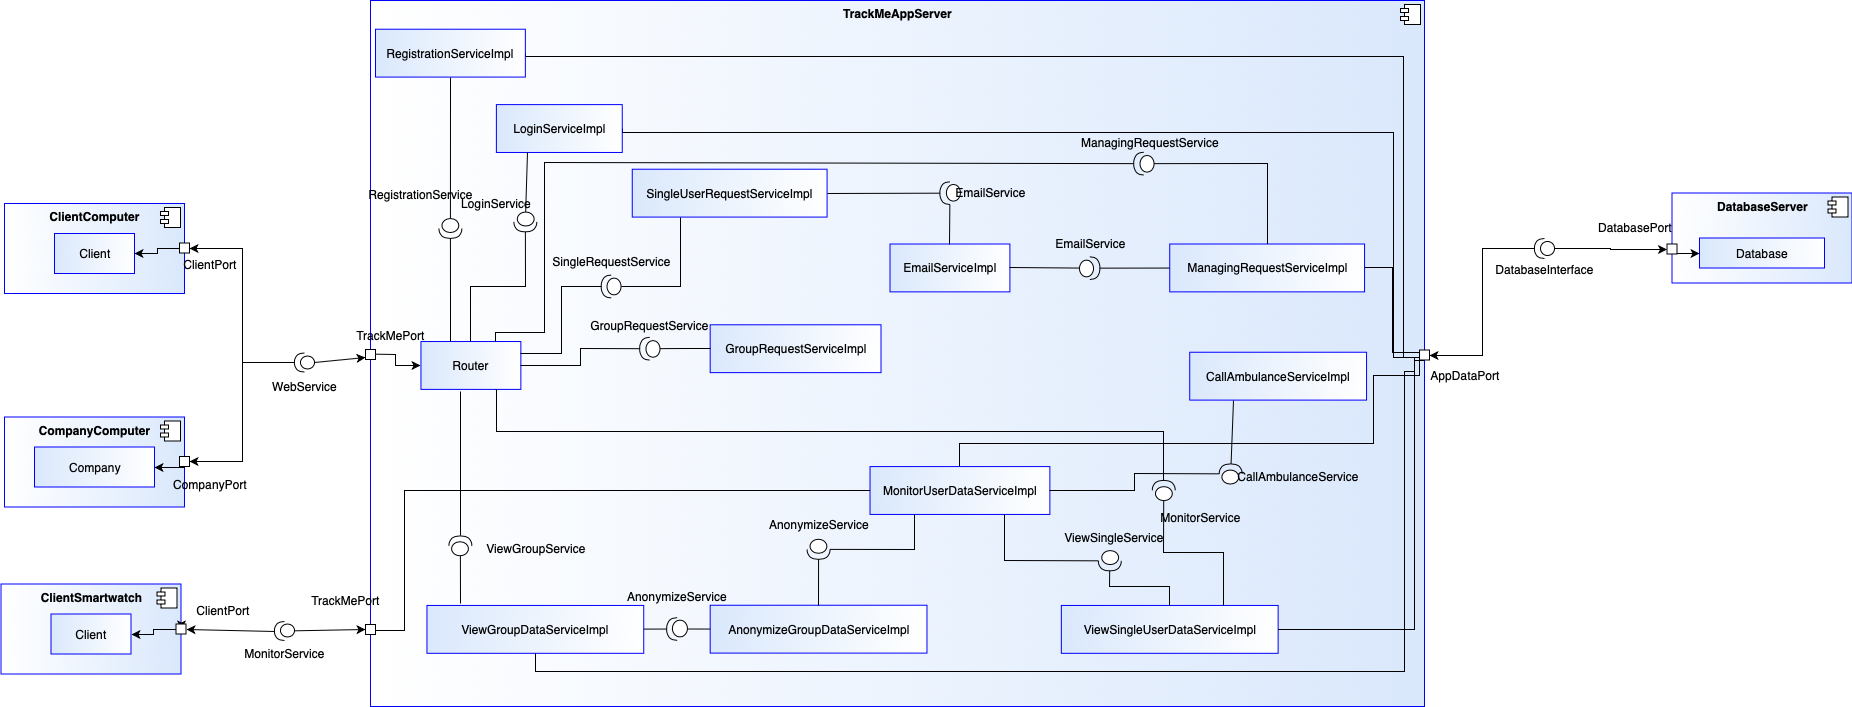 TrackMeAppServer
RegistrationServiceImpl
LoginServiceImpl
ManagingRequestService
RegistrationService
LoginService
SingleUserRequestServiceImpl
EmailService
ClientComputer
Client
ClientPort
SingleRequestService
EmailService
EmailServiceImpl
ManagingRequestServiceImpl
DatabasePort
DatabaseServer
Database
DatabaseInterface
TrackMePort
GroupRequestService
GroupRequestServiceImpl
Router
WebService
CallAmbulanceServiceImpl
AppDataPort
CompanyComputer
Company
CompanyPort
MonitorUserDataServiceImpl
CallAmbulanceService
MonitorService
AnonymizeService
ViewSingleService
ViewGroupService
ClientSmartwatch
Client
ClientPort
TrackMePort
MonitorService
AnonymizeService
ViewGroupDataServiceImpl
AnonymizeGroupDataServiceImpl
ViewSingleUserDataServiceImpl